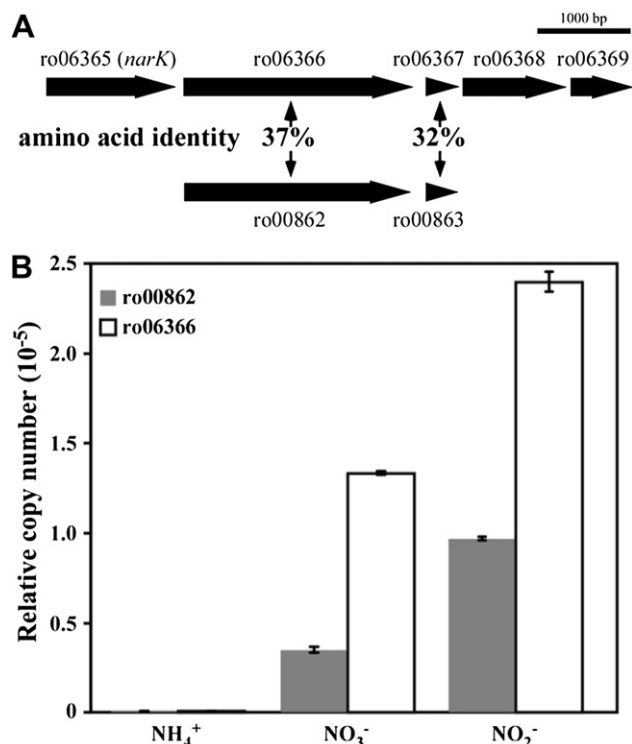 A
1000 bp
ro06365 (narK) ro06366 ro06367 ro06368 ro06369
amino acid identity 37% 32%
ro00862 ro00863
B
Relative copy number (10⁻⁵)
2.5
2.0
1.5
1.0
0.5
0
ro00862
ro06366
NH₄⁺ NO₃⁻ NO₂⁻